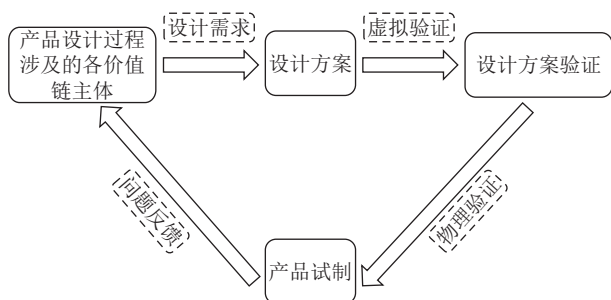 产品设计过程
涉及的各价值
链主体
设计需求
设计方案
虚拟验证
设计方案验证
问题反馈
物理验证
产品试制